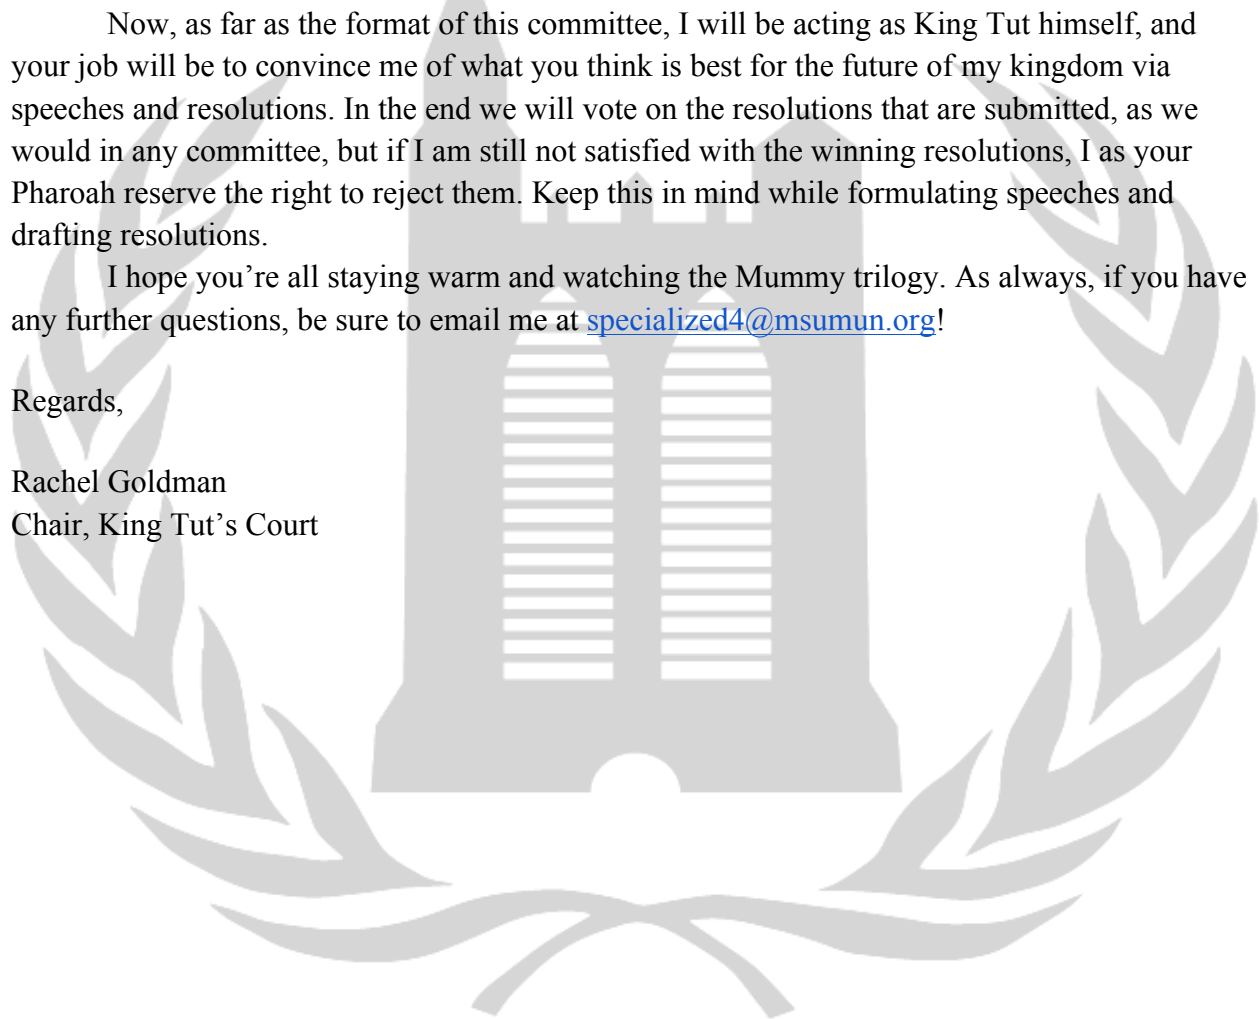 Now, as far as the format of this committee, I will be acting as King Tut himself, and
your job will be to convince me of what you think is best for the future of my kingdom via
speeches and resolutions. In the end we will vote on the resolutions that are submitted, as we
would in any committee, but if I am still not satisfied with the winning resolutions, I as your
Pharoah reserve the right to reject them. Keep this in mind while formulating speeches and
drafting resolutions.
I hope you’re all staying warm and watching the Mummy trilogy. As always, if you have
any further questions, be sure to email me at specialized4@msumun.org!
Regards,
Rachel Goldman
Chair, King Tut’s Court